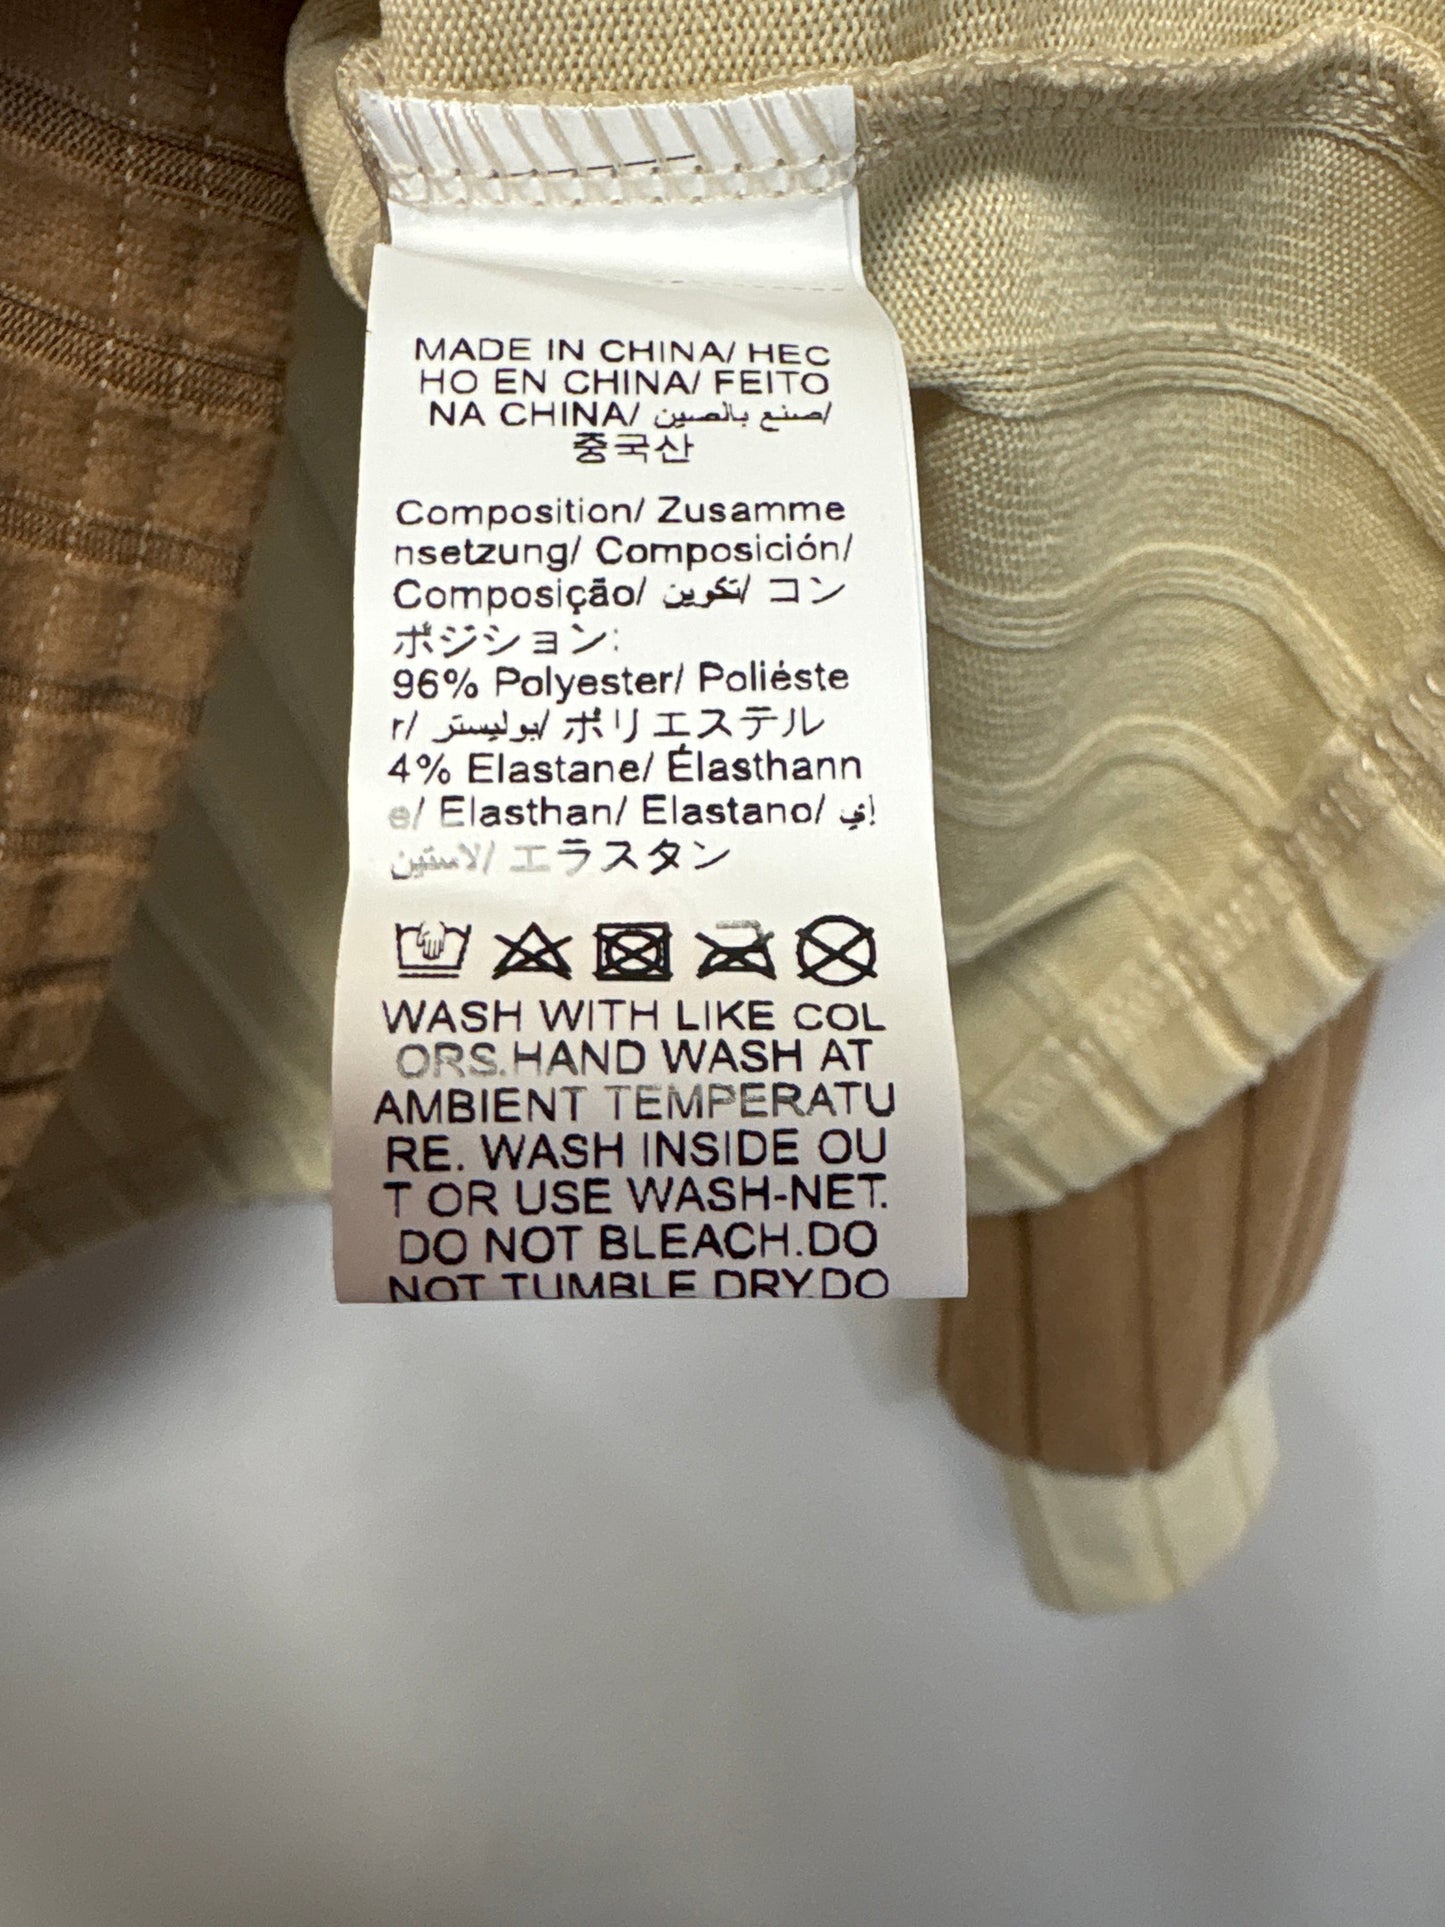 MADE IN CHINA/ HEC
HO EN CHINA/ FEITO
NA CHINA/ صنع بالصين/
중국산
Composition/ Zusamme
nsetzung/ Composición/
Composição/ تكوين/ コン
ポジション:
96% Polyester/ Poliéste
r/ بوليستر/ ポリエステル
4% Elastane/ Élasthann
e/ Elasthan/ Elastano/ إي
لاستين/ エラスタン
WASH WITH LIKE COL
ORS.HAND WASH AT
AMBIENT TEMPERATU
RE. WASH INSIDE OU
T OR USE WASH-NET.
DO NOT BLEACH.DO
NOT TUMBLE DRY.DO